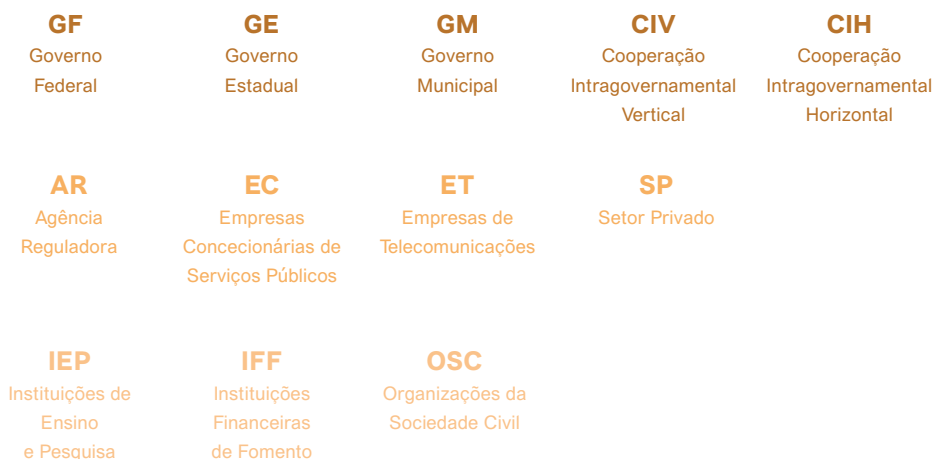 GF
Governo
Federal
GE
Governo
Estadual
GM
Governo
Municipal
CIV
Cooperação
Intragovernamental
Vertical
CIH
Cooperação
Intragovernamental
Horizontal
AR
Agência
Reguladora
EC
Empresas
Concecionárias de
Serviços Públicos
ET
Empresas de
Telecomunicações
SP
Setor Privado
IEP
Instituições de
Ensino
e Pesquisa
IFF
Instituições
Financeiras
de Fomento
OSC
Organizações da
Sociedade Civil